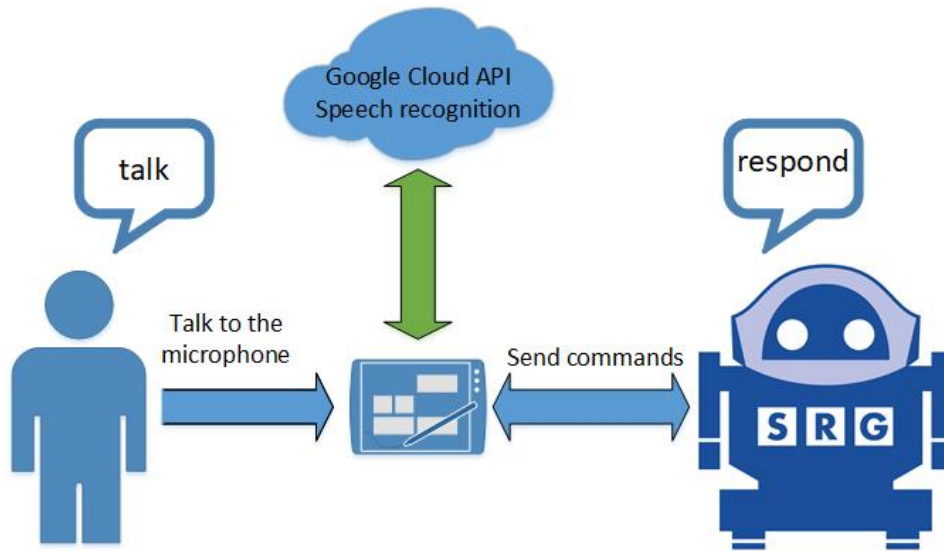 Google Cloud API
Speech recognition
talk
respond
Talk to the
microphone
Send commands
S R G